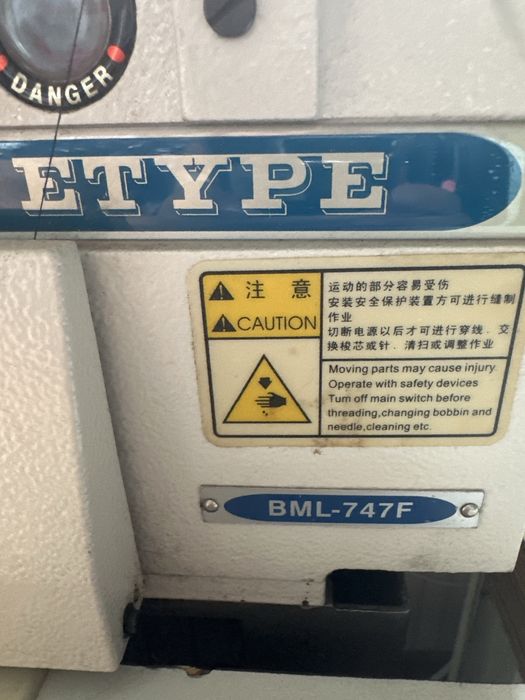 DANGER
ETYPE
注 意
CAUTION
运动的部分容易受伤
安装安全保护装置方可进行缝制
作业
切断电源以后才可进行穿线．交
换梭芯或针．清扫或调整作业
Moving parts may cause injury
Operate with safety devices
Turn off main switch before
threading,changing bobbin and
needle,cleaning etc.
BML-747F